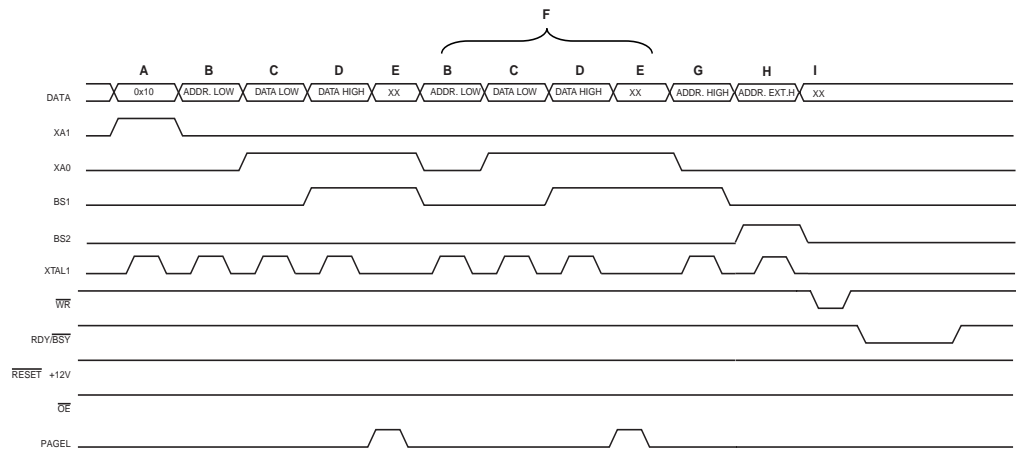 F
A B C D E B C D E G H I
DATA 0x10 ADDR. LOW DATA LOW DATA HIGH XX ADDR. LOW DATA LOW DATA HIGH XX ADDR. HIGH ADDR. EXT.H XX
XA1
XA0
BS1
BS2
XTAL1
WR
RDY/BSY
RESET +12V
OE
PAGEL